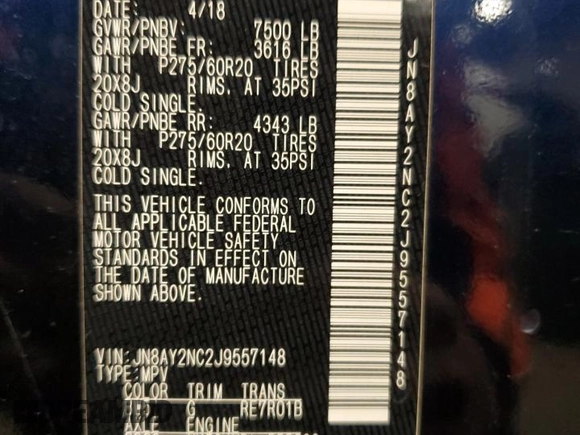 DATE: 4/18
GVWR/PNBV: 7500 LB
GAWR/PNBE FR: 3616 LB
WITH P275/60R20 TIRES
20X8J RIMS, AT 35PSI
COLD SINGLE.
GAWR/PNBE RR: 4343 LB
WITH P275/60R20 TIRES
20X8J RIMS, AT 35PSI
COLD SINGLE.
THIS VEHICLE CONFORMS TO
ALL APPLICABLE FEDERAL
MOTOR VEHICLE SAFETY
STANDARDS IN EFFECT ON
THE DATE OF MANUFACTURE
SHOWN ABOVE.
VIN:JN8AY2NC2J9557148
TYPE:MPV
COLOR TRIM TRANS
G RE7R01B
AXLE ENGINE
JN8AY2NC2J9557148